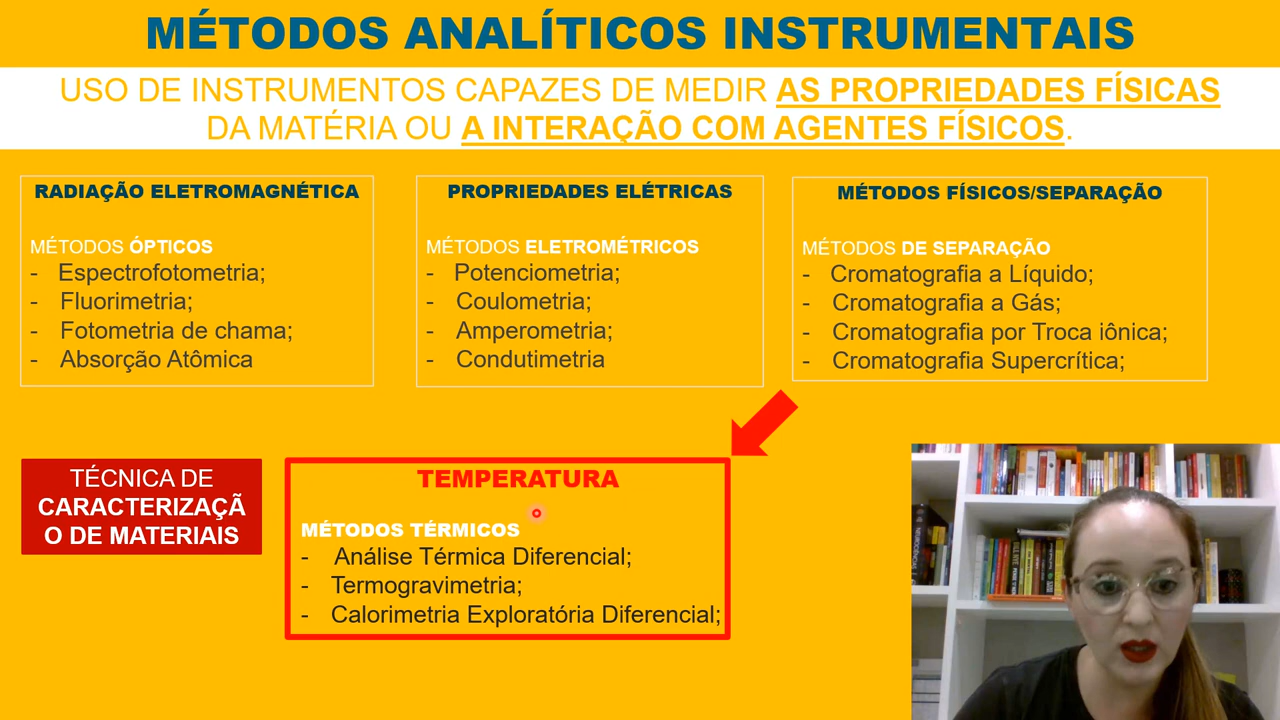 MÉTODOS ANALÍTICOS INSTRUMENTAIS
USO DE INSTRUMENTOS CAPAZES DE MEDIR AS PROPRIEDADES FÍSICAS
DA MATÉRIA OU A INTERAÇÃO COM AGENTES FÍSICOS.
RADIAÇÃO ELETROMAGNÉTICA
MÉTODOS ÓPTICOS
- Espectrofotometria;
- Fluorimetria;
- Fotometria de chama;
- Absorção Atômica
PROPRIEDADES ELÉTRICAS
MÉTODOS ELETROMÉTRICOS
- Potenciometria;
- Coulometria;
- Amperometria;
- Condutimetria
MÉTODOS FÍSICOS/SEPARAÇÃO
MÉTODOS DE SEPARAÇÃO
- Cromatografia a Líquido;
- Cromatografia a Gás;
- Cromatografia por Troca iônica;
- Cromatografia Supercrítica;
TÉCNICA DE
CARACTERIZAÇÃ
O DE MATERIAIS
TEMPERATURA
MÉTODOS TÉRMICOS
- Análise Térmica Diferencial;
- Termogravimetria;
- Calorimetria Exploratória Diferencial;